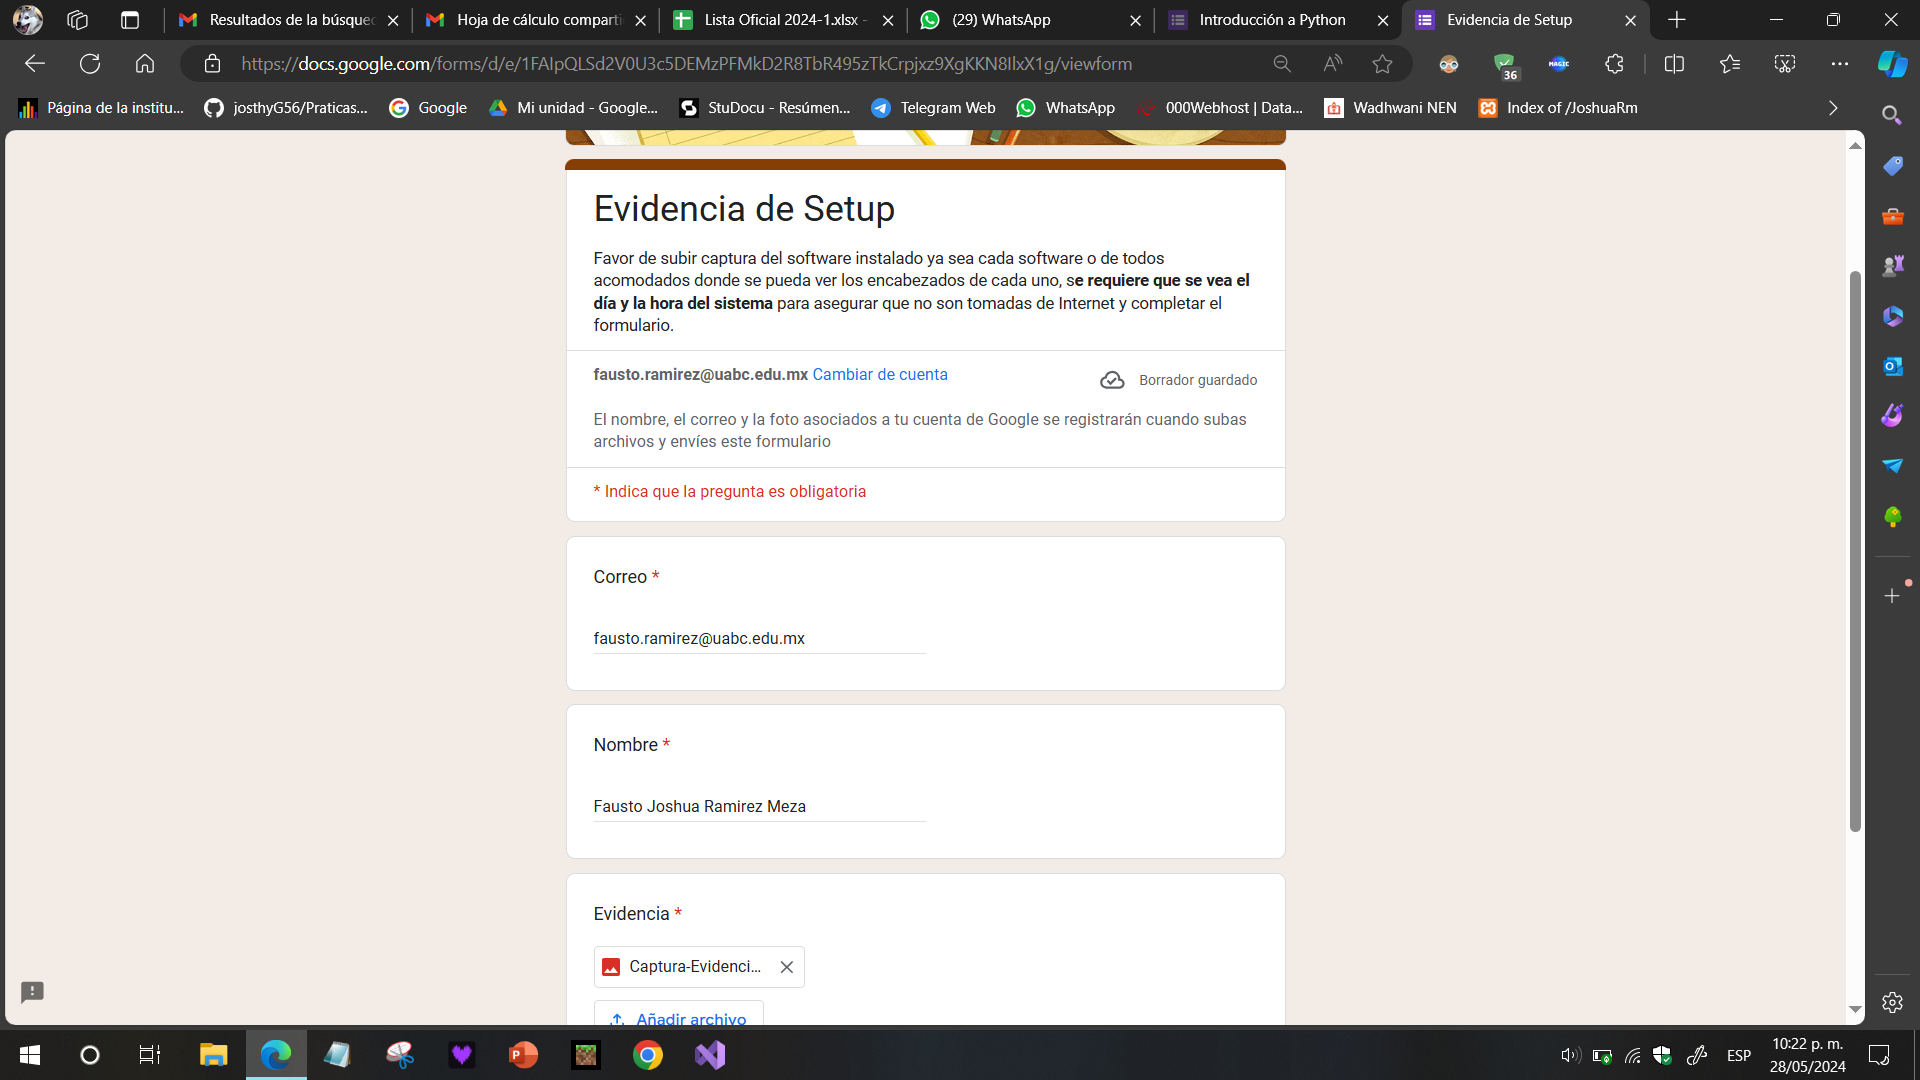 Resultados de la búsque
Hoja de cálculo comparti
Lista Oficial 2024-1.xlsx -
(29) WhatsApp
Introducción a Python
Evidencia de Setup
https://docs.google.com/forms/d/e/1FAIpQLSd2V0U3c5DEMzPFMkD2R8TbR495zTkCrpjxz9XgKKN8IlxX1g/viewform
36
MAGIC
Página de la institu...
josthyG56/Praticas...
Google
Mi unidad - Google...
StuDocu - Resúmen...
Telegram Web
WhatsApp
000Webhost | Data...
Wadhwani NEN
Index of /JoshuaRm
Evidencia de Setup
Favor de subir captura del software instalado ya sea cada software o de todos
acomodados donde se pueda ver los encabezados de cada uno, se requiere que se vea el
día y la hora del sistema para asegurar que no son tomadas de Internet y completar el
formulario.
fausto.ramirez@uabc.edu.mx Cambiar de cuenta
Borrador guardado
El nombre, el correo y la foto asociados a tu cuenta de Google se registrarán cuando subas
archivos y envíes este formulario
* Indica que la pregunta es obligatoria
Correo *
fausto.ramirez@uabc.edu.mx
Nombre *
Fausto Joshua Ramirez Meza
Evidencia *
Captura-Evidenci...
Añadir archivo
ESP
10:22 p. m.
28/05/2024